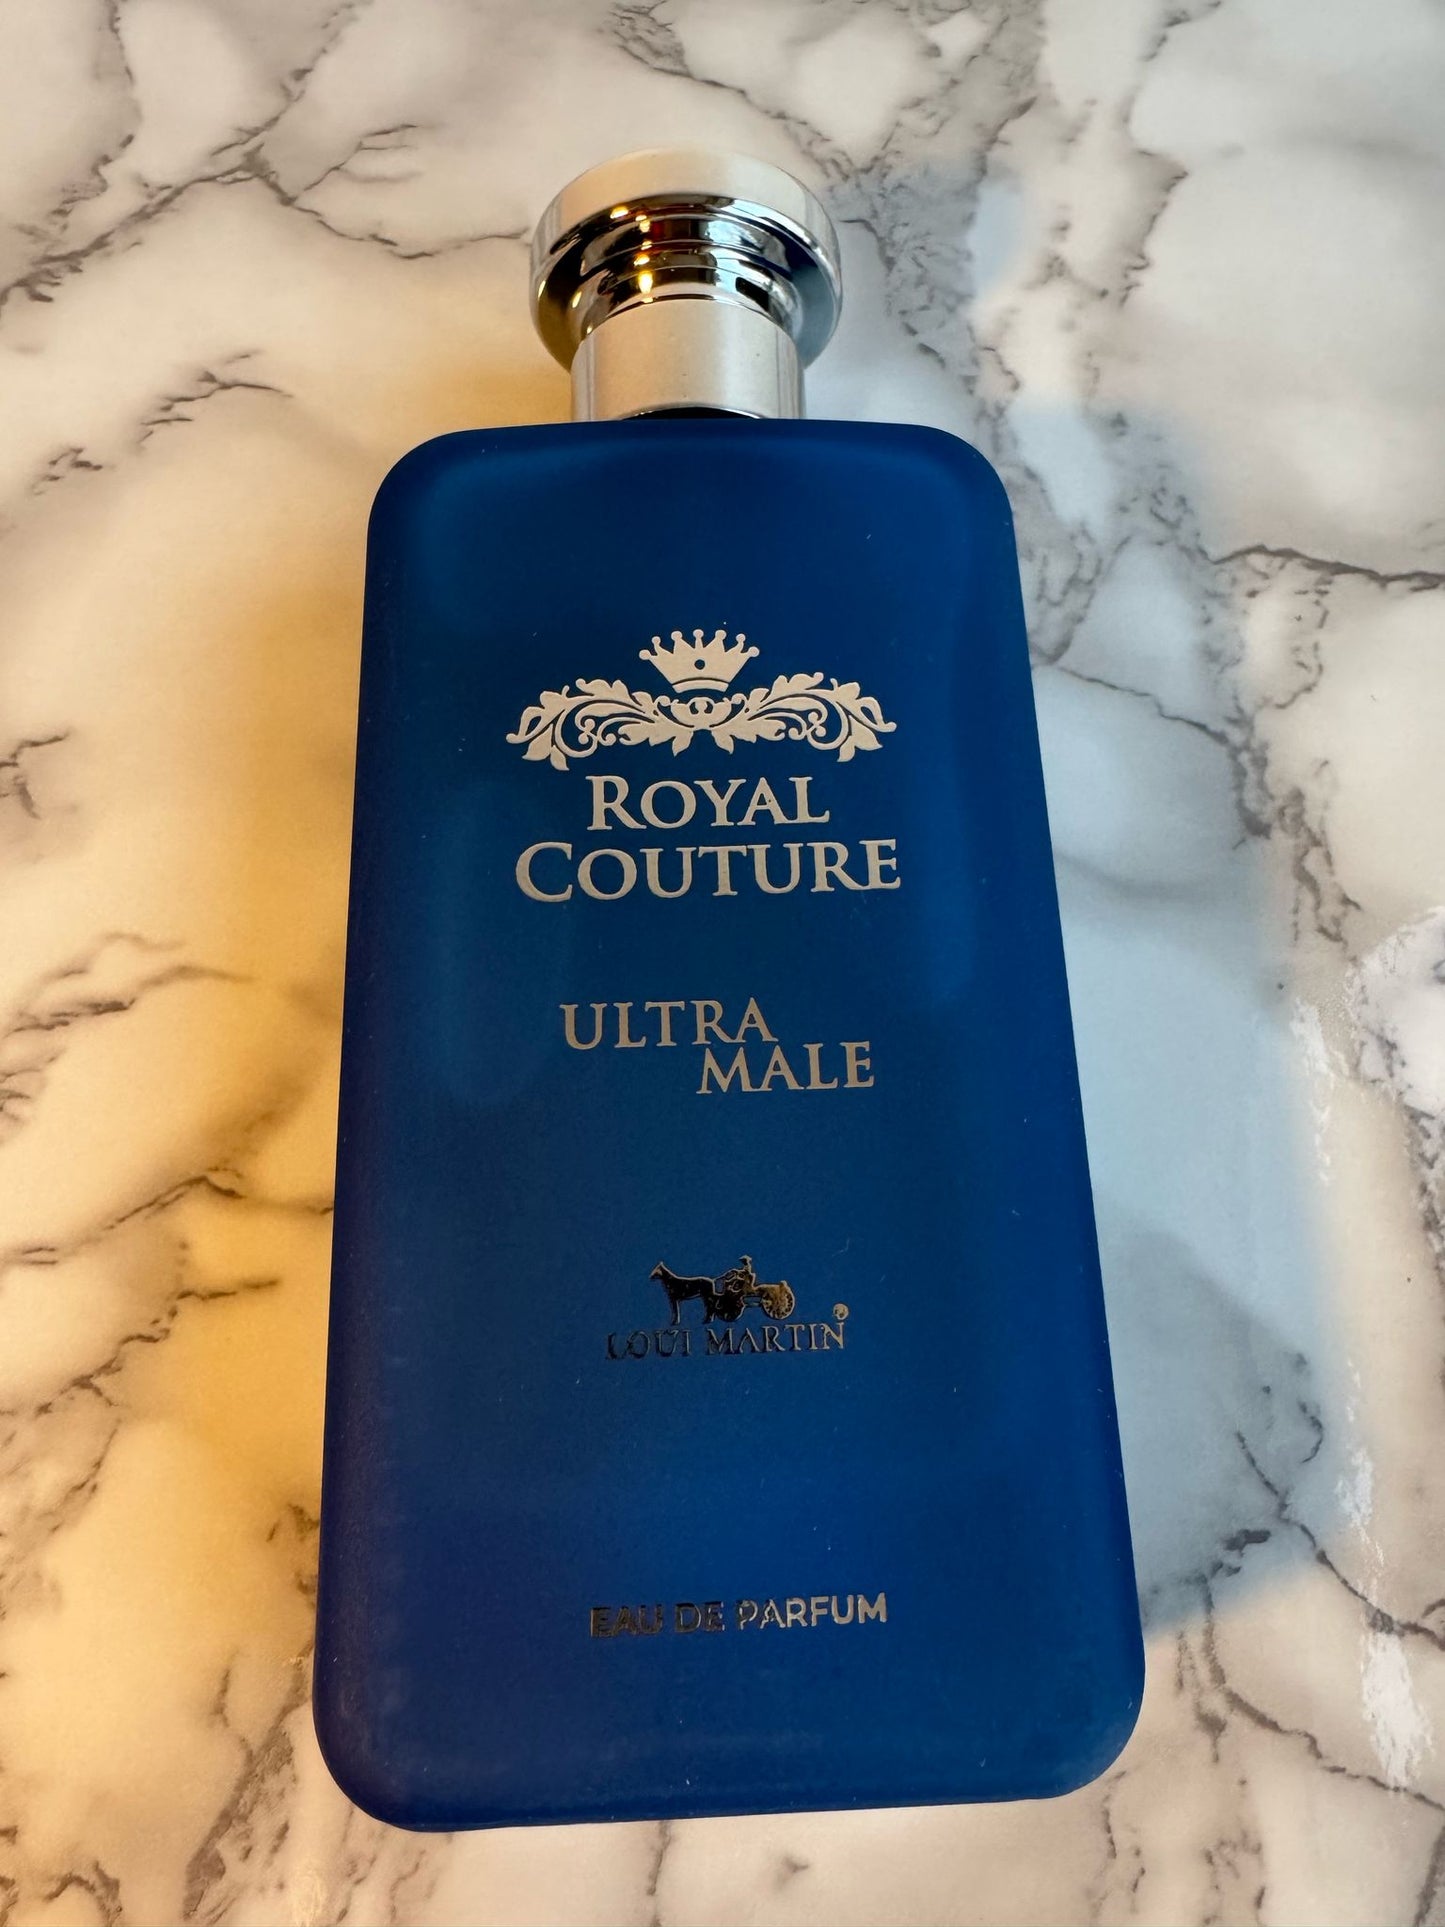 ROYAL
COUTURE
ULTRA
MALE
LOUI MARTIN
EAU DE PARFUM